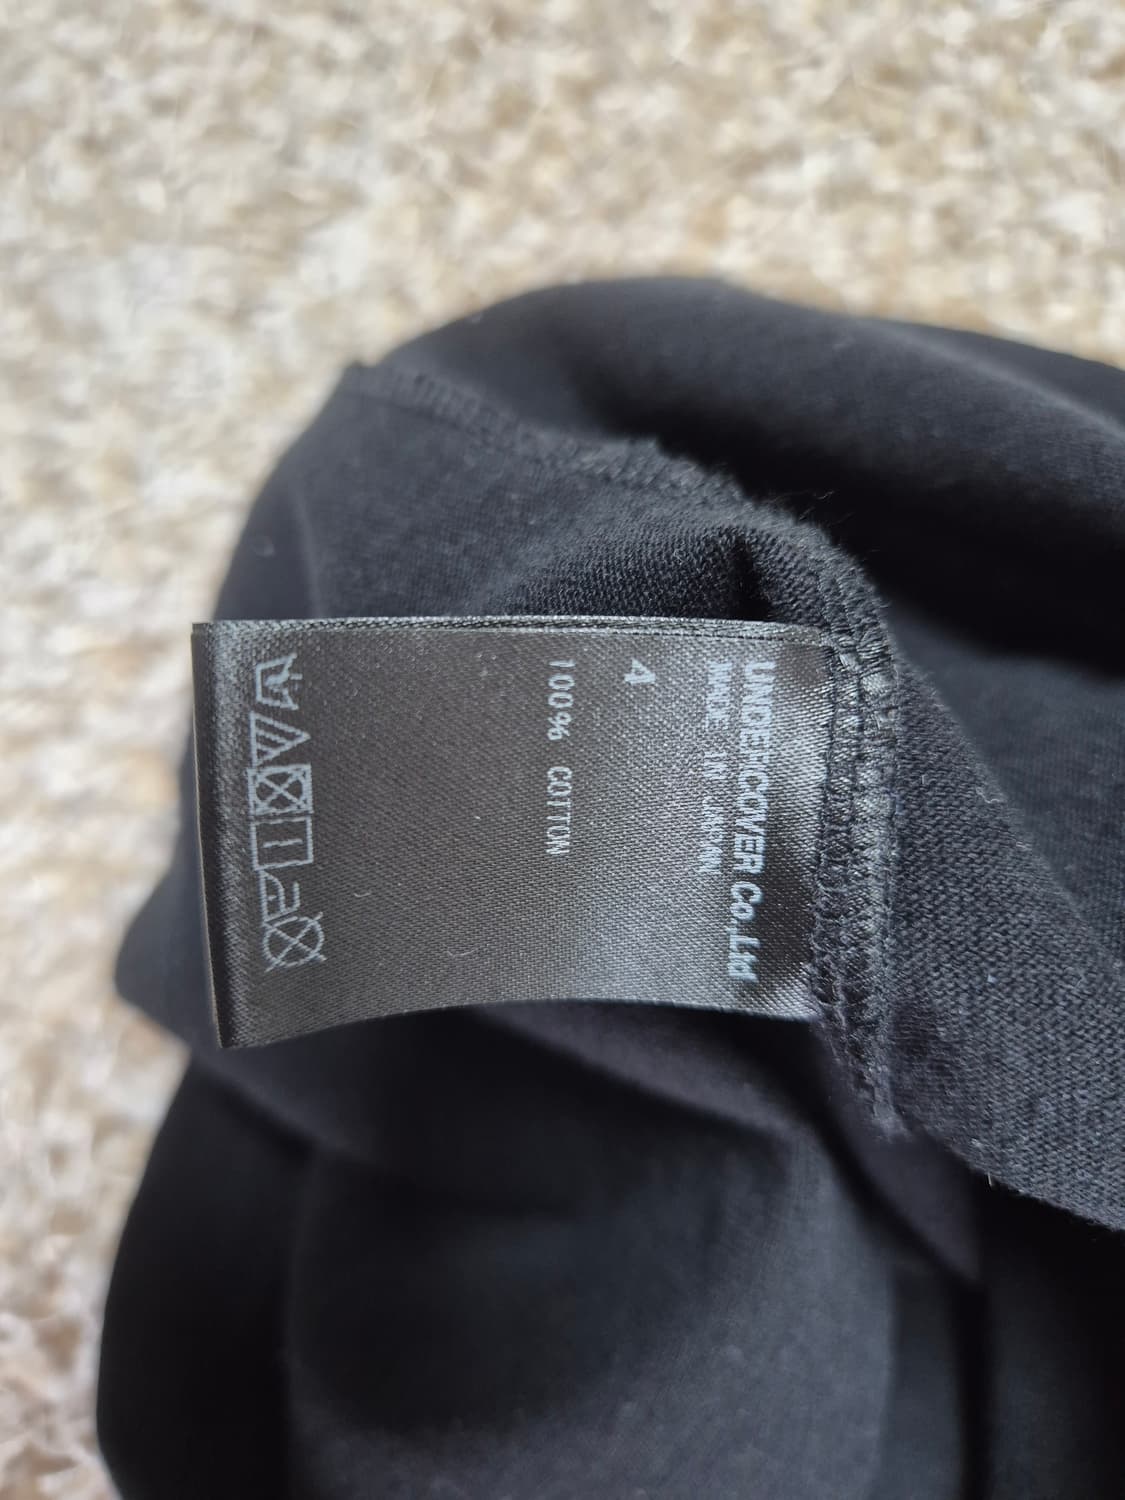 UNDERCOVER Co.,Ltd
MADE IN JAPAN
4
100% COTTON